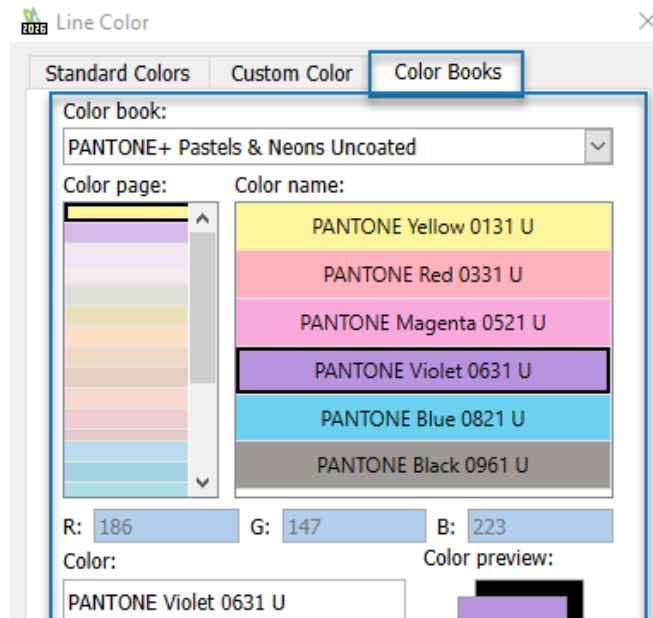 2026 Line Color
Standard Colors Custom Color Color Books
Color book:
PANTONE+ Pastels & Neons Uncoated
Color page: Color name:
PANTONE Yellow 0131 U
PANTONE Red 0331 U
PANTONE Magenta 0521 U
PANTONE Violet 0631 U
PANTONE Blue 0821 U
PANTONE Black 0961 U
R: 186 G: 147 B: 223
Color: Color preview:
PANTONE Violet 0631 U